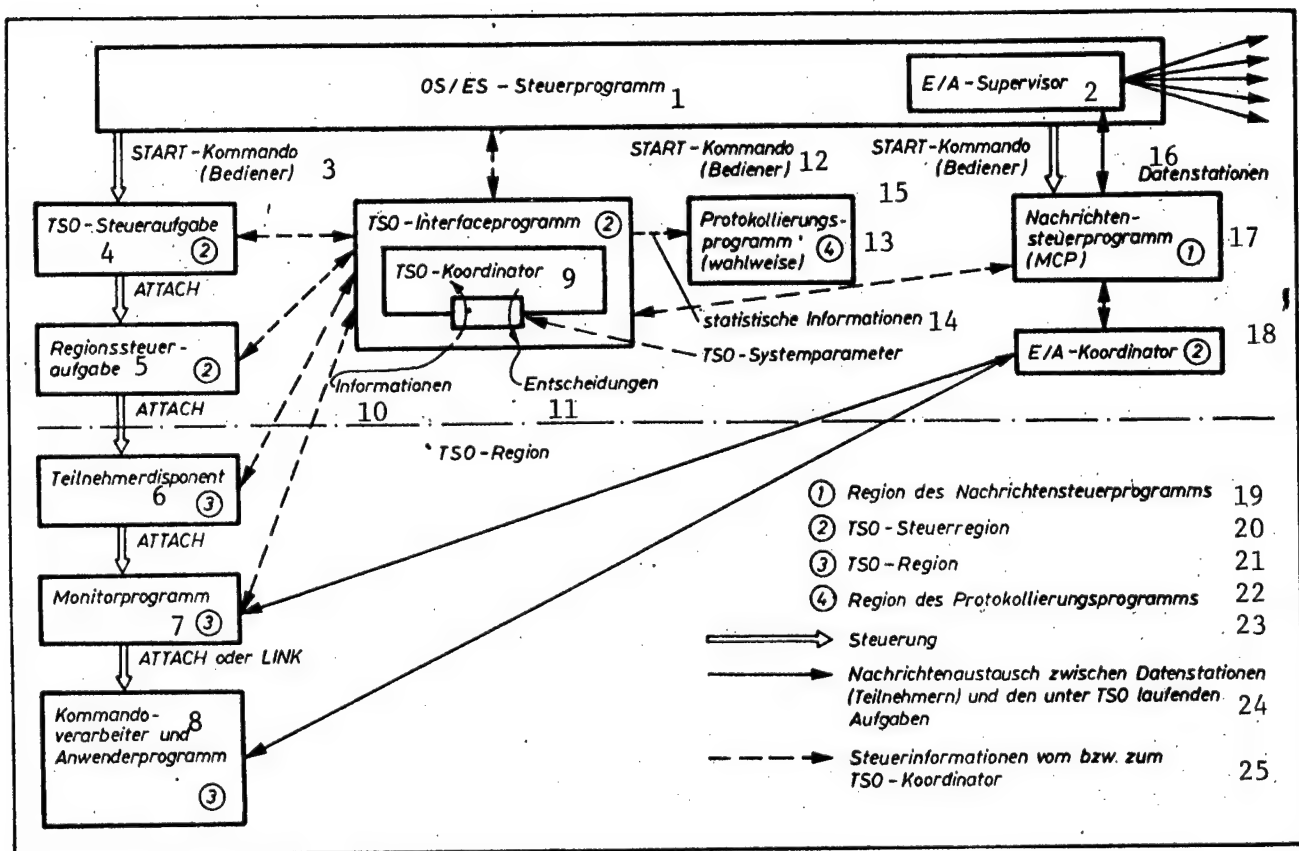 OS/ES - Steuerprogramm 1
E/A-Supervisor
2
START-Kommando
(Bediener) 3
START-Kommando
(Bediener) 12
START-Kommando
(Bediener)
16
Datenstationen
TSO-Steueraufgabe
4 ②
TSO-Interfaceprogramm ②
TSO-Koordinator 9
15
Protokollierungs-
programm
(wahlweise) ④
13
Nachrichten-
steuerprogramm
(MCP) ①
17
ATTACH
statistische Informationen 14
TSO-Systemparameter
Regionssteuer-
aufgabe 5 ②
E/A-Koordinator ②
18
Informationen
10
Entscheidungen
11
ATTACH
TSO-Region
Teilnehmerdisponent
6 ③
ATTACH
Monitorprogramm
7 ③
ATTACH oder LINK
Kommando-
verarbeiter und
Anwenderprogramm
8
③
① Region des Nachrichtensteuerprogramms 19
② TSO-Steuerregion 20
③ TSO-Region 21
④ Region des Protokollierungsprogramms 22
Steuerung 23
Nachrichtenaustausch zwischen Datenstationen
(Teilnehmern) und den unter TSO laufenden
Aufgaben 24
Steuerinformationen vom bzw. zum
TSO-Koordinator 25